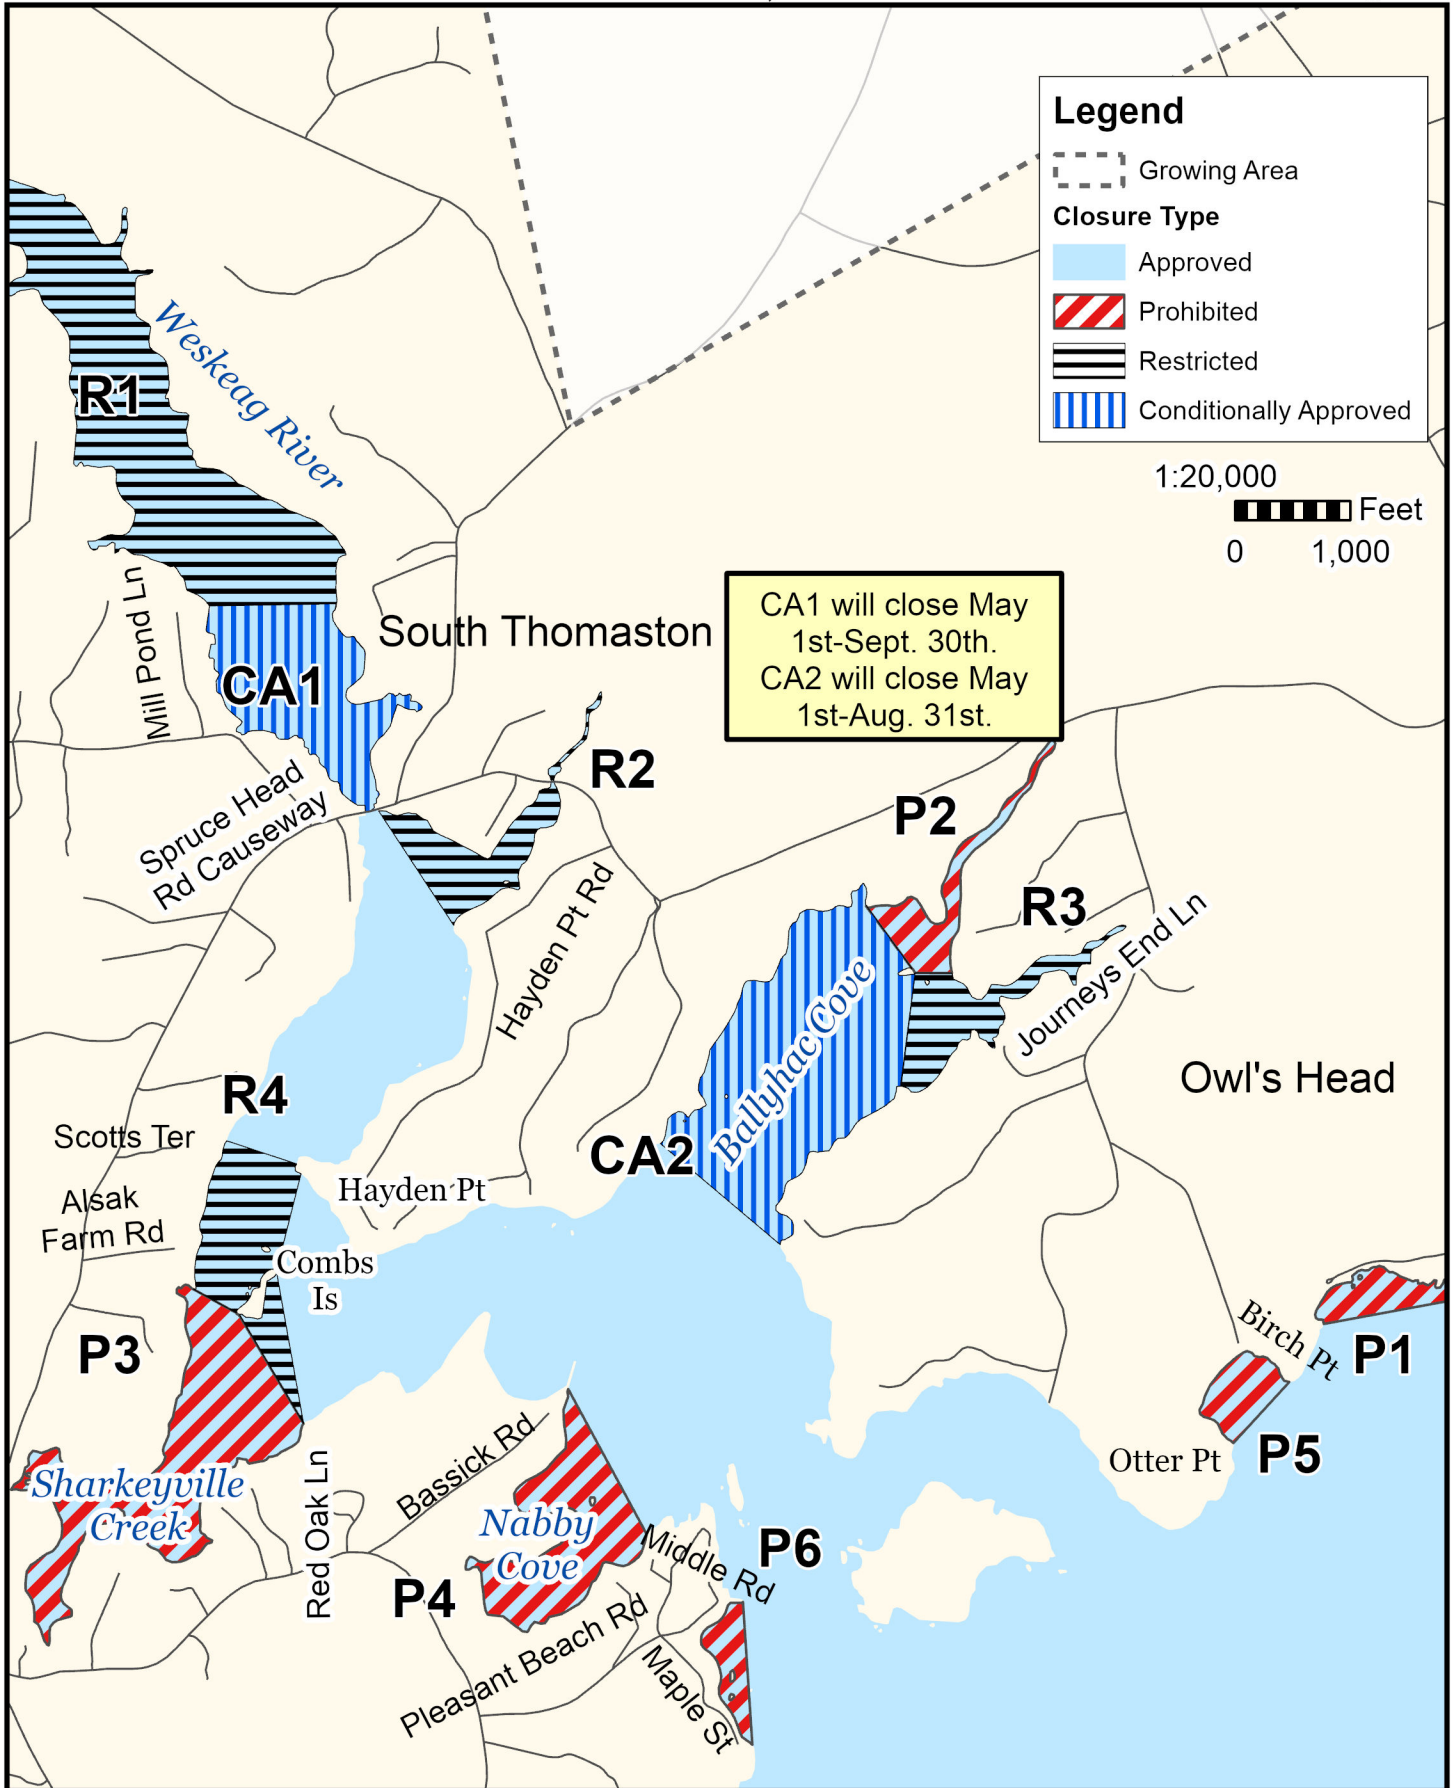 Legend
Growing Area
Closure Type
Approved
Prohibited
Restricted
Conditionally Approved
1:20,000
Feet
0 1,000
R1
Weskeag River
Mill Pond Ln
South Thomaston
CA1 will close May
1st-Sept. 30th.
CA2 will close May
1st-Aug. 31st.
CA1
R2
Spruce Head
Rd Causeway
P2
Hayden Pt Rd
R3
Journeys End Ln
Ballyhac Cove
Owl's Head
R4
Scotts Ter
CA2
Alsak
Farm Rd
Hayden Pt
Combs
Is
P3
Birch Pt
P1
P5
Otter Pt
Sharkeyville
Creek
Red Oak Ln
Bassick Rd
Nabby
Cove
Middle Rd
P6
P4
Pleasant Beach Rd
Maple St